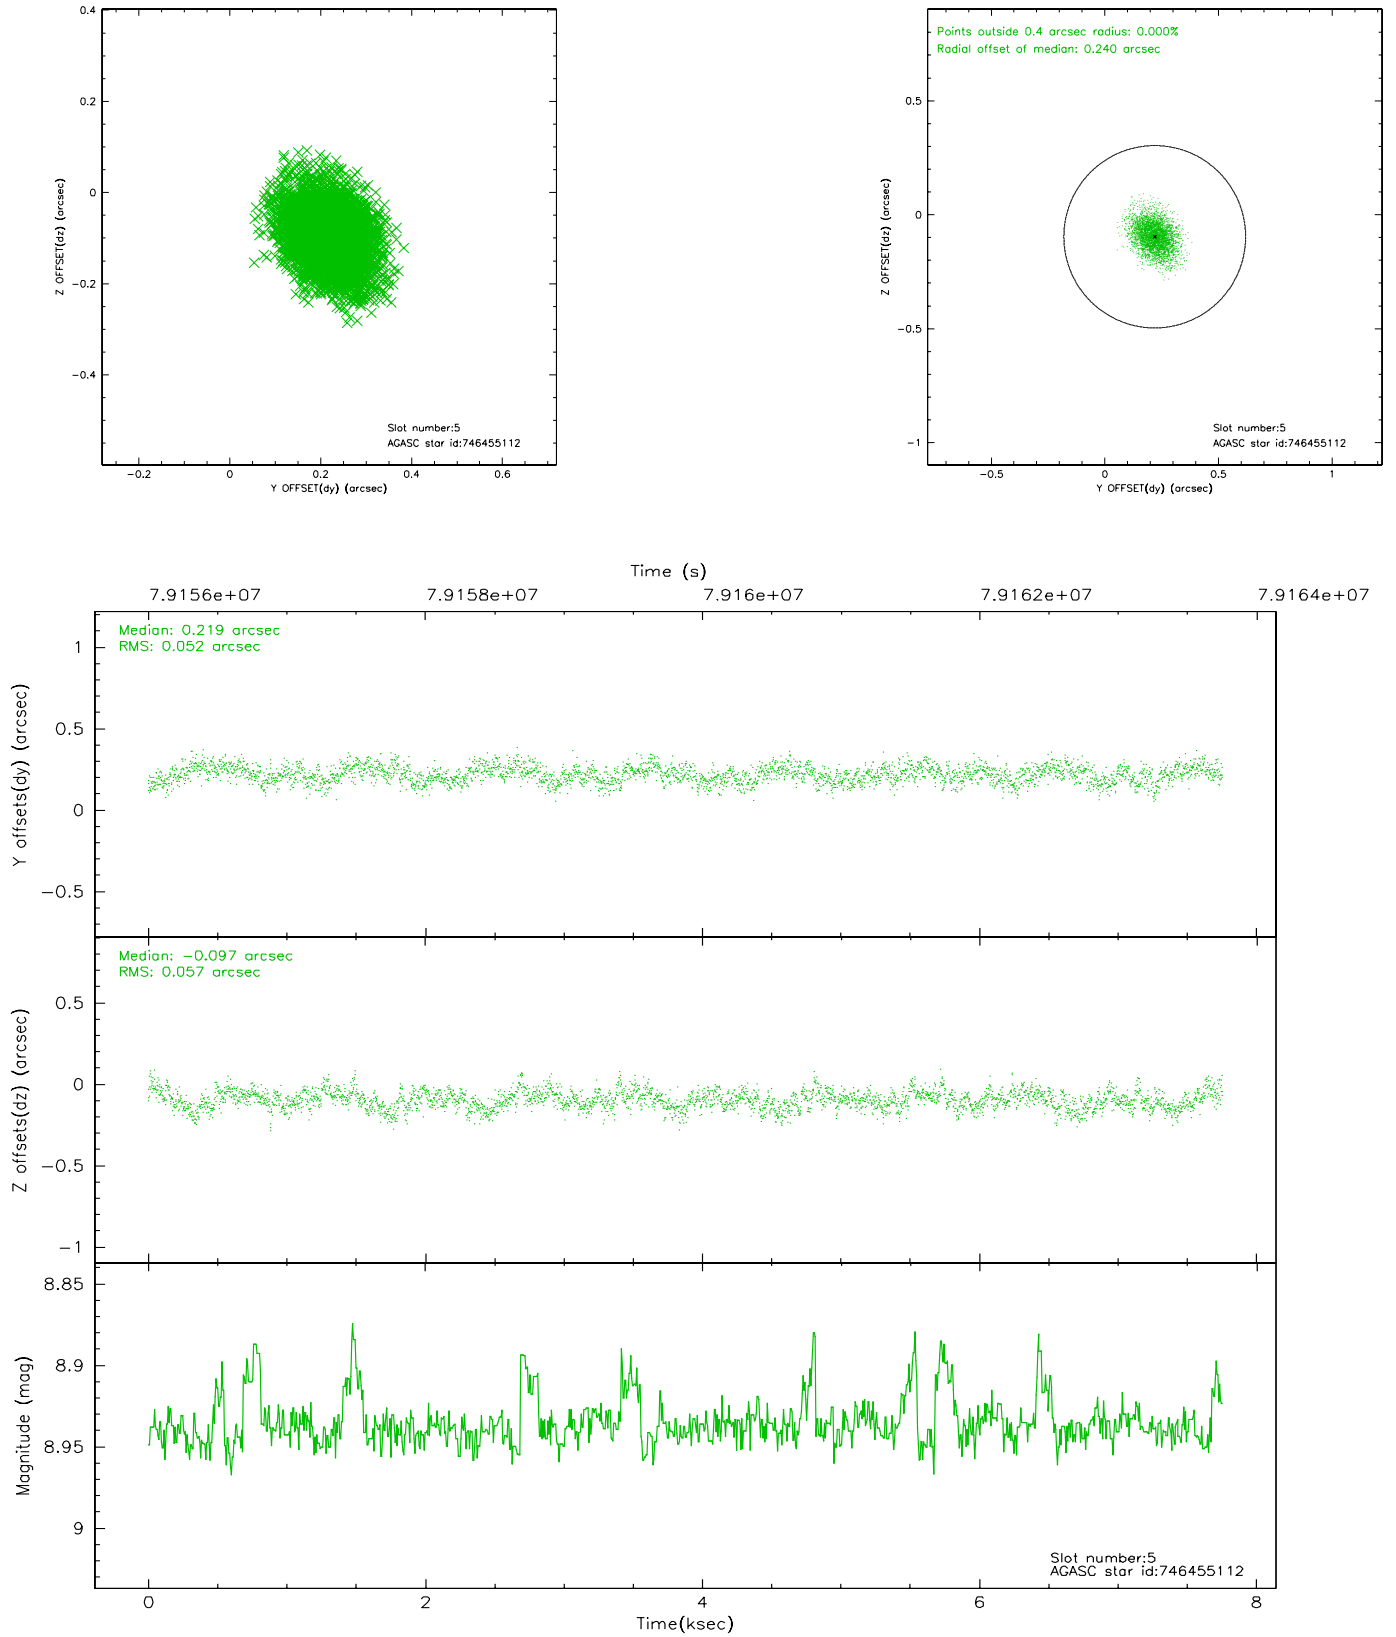 0.4
0.2
0
−0.2
−0.4
Z OFFSET(dz) (arcsec)
Slot number:5
AGASC star id:746455112
−0.2
0
0.2
0.4
0.6
Y OFFSET(dy) (arcsec)
Points outside 0.4 arcsec radius: 0.000%
Radial offset of median: 0.240 arcsec
0.5
0
−0.5
−1
Z OFFSET(dz) (arcsec)
Slot number:5
AGASC star id:746455112
−0.5
0
0.5
1
Y OFFSET(dy) (arcsec)
Time (s)
7.9156e+07
7.9158e+07
7.916e+07
7.9162e+07
7.9164e+07
Median: 0.219 arcsec
RMS: 0.052 arcsec
1
0.5
0
−0.5
Y offsets(dy) (arcsec)
Median: −0.097 arcsec
RMS: 0.057 arcsec
0.5
0
−0.5
−1
Z offsets(dz) (arcsec)
8.85
8.9
8.95
9
Magnitude (mag)
Slot number:5
AGASC star id:746455112
0
2
4
6
8
Time(ksec)